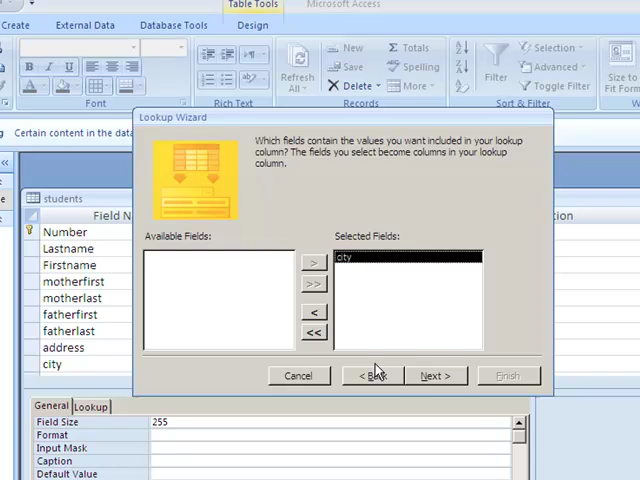 Table Tools
Microsoft Access
Create
External Data
Database Tools
Design
New
Totals
Selection
Save
Spelling
Advanced
Refresh
All
Delete
More
Filter
Toggle Filter
Size
to Fit Form
B I U
A
Font
Rich Text
Records
Sort & Filter
Certain content in the data
Lookup Wizard
Which fields contain the values you want included in your lookup
column? The fields you select become columns in your lookup
column.
students
Field N
Number
Lastname
Firstname
motherfirst
motherlast
fatherfirst
fatherlast
address
city
Available Fields:
Selected Fields:
city
>
>>
<
<<
Cancel
< Back
Next >
Finish
General
Lookup
Field Size
255
Format
Input Mask
Caption
Default Value